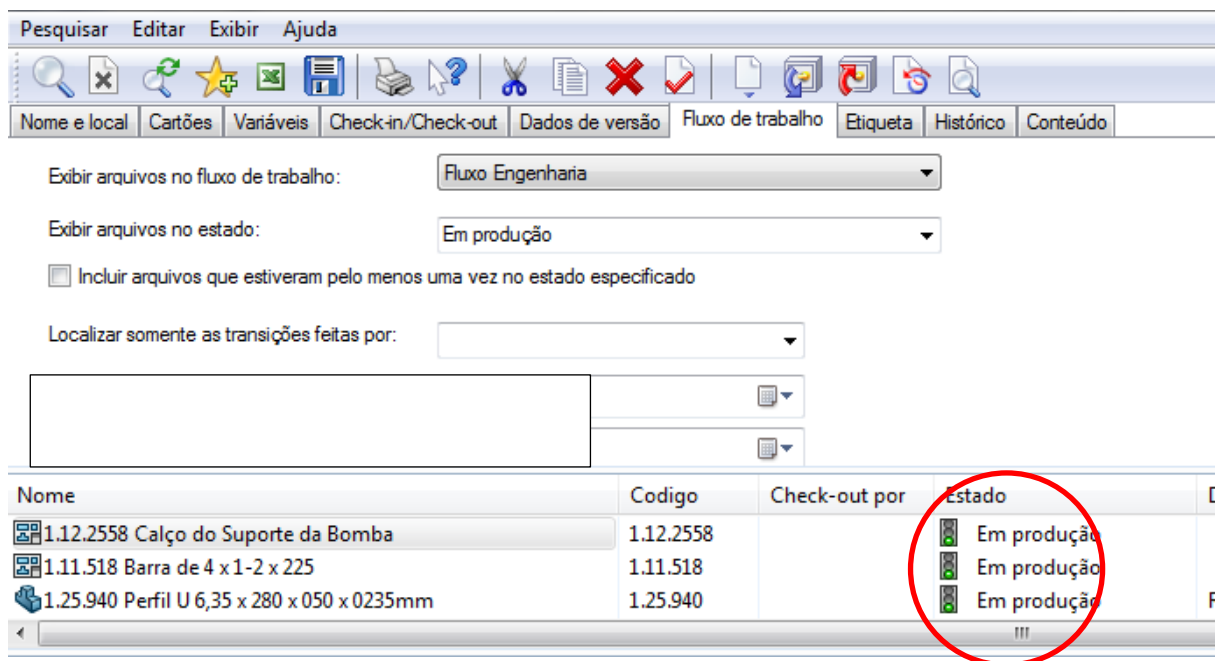 Pesquisar Editar Exibir Ajuda
Nome e local Cartões Variáveis Check-in/Check-out Dados de versão Fluxo de trabalho Etiqueta Histórico Conteúdo
Exibir arquivos no fluxo de trabalho: Fluxo Engenharia
Exibir arquivos no estado: Em produção
Incluir arquivos que estiveram pelo menos uma vez no estado especificado
Localizar somente as transições feitas por:
Nome Codigo Check-out por Estado
1.12.2558 Calço do Suporte da Bomba 1.12.2558 Em produção
1.11.518 Barra de 4 x 1-2 x 225 1.11.518 Em produção
1.25.940 Perfil U 6,35 x 280 x 050 x 0235mm 1.25.940 Em produção